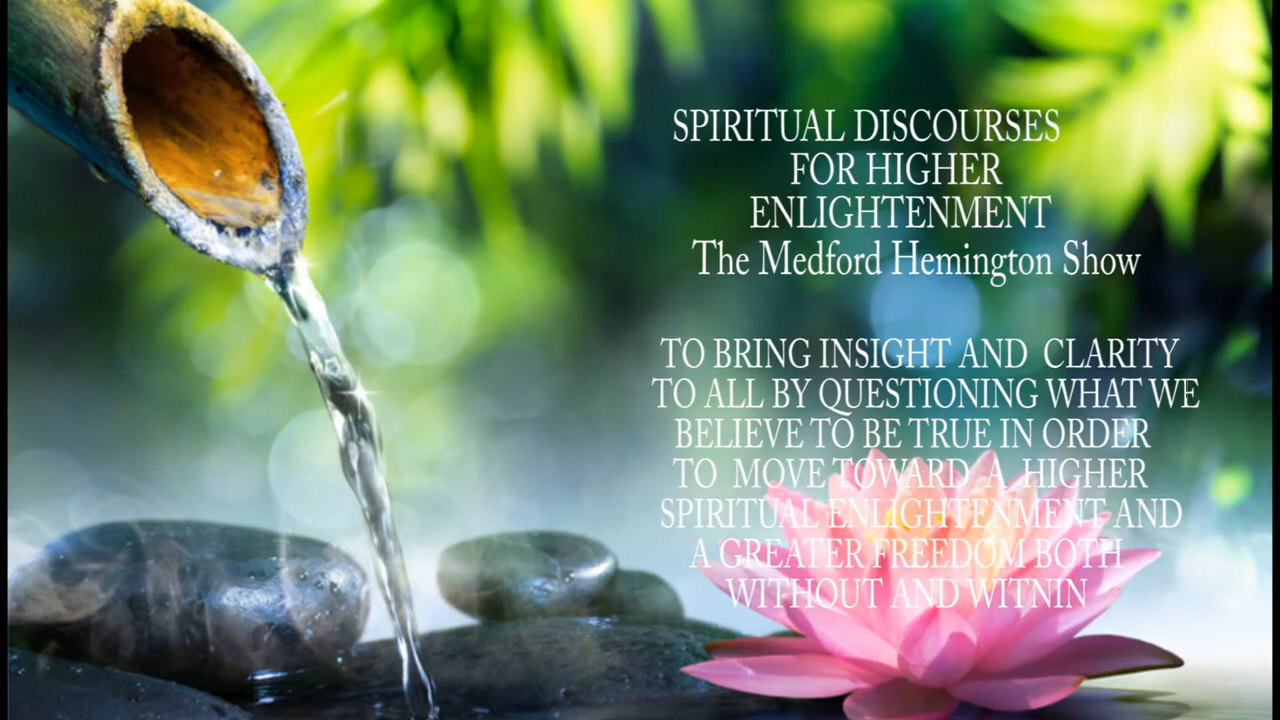 SPIRITUAL DISCOURSES
FOR HIGHER
ENLIGHTENMENT
The Medford Hemington Show
TO BRING INSIGHT AND CLARITY
TO ALL BY QUESTIONING WHAT WE
BELIEVE TO BE TRUE IN ORDER
TO MOVE TOWARD A HIGHER
SPIRITUAL ENLIGHTENMENT AND
A GREATER FREEDOM BOTH
WITHOUT AND WITNIN